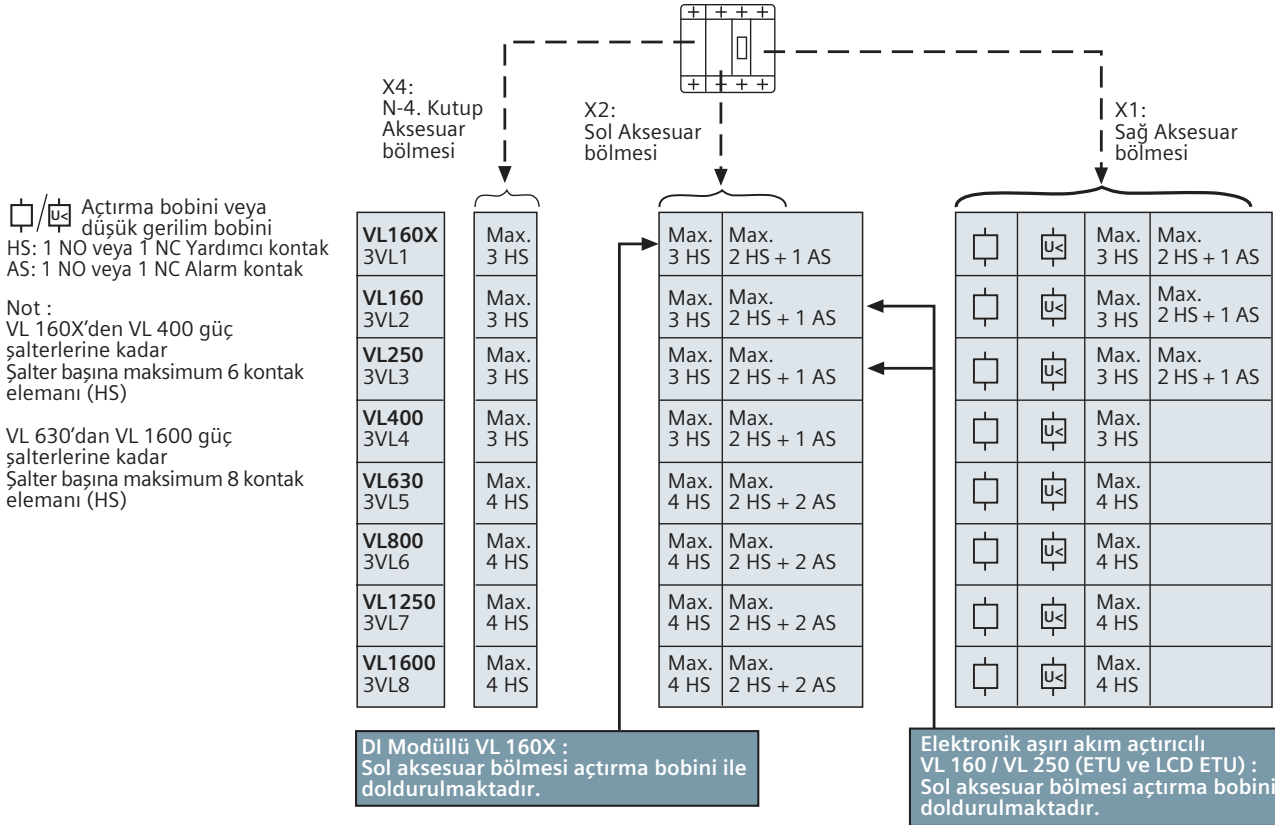 X4:
N-4. Kutup
Aksesuar
bölmesi
X2:
Sol Aksesuar
bölmesi
X1:
Sağ Aksesuar
bölmesi
U< Açtırma bobini veya
düşük gerilim bobini
HS: 1 NO veya 1 NC Yardımcı kontak
AS: 1 NO veya 1 NC Alarm kontak
Not :
VL 160X’den VL 400 güç
şalterlerine kadar
Şalter başına maksimum 6 kontak
elemanı (HS)
VL 630’dan VL 1600 güç
şalterlerine kadar
Şalter başına maksimum 8 kontak
elemanı (HS)
VL160X Max. Max. Max. U< Max. Max.
3VL1 3 HS 3 HS 2 HS + 1 AS 3 HS 2 HS + 1 AS
VL160 Max. Max. Max. U< Max. Max.
3VL2 3 HS 3 HS 2 HS + 1 AS 3 HS 2 HS + 1 AS
VL250 Max. Max. Max. U< Max. Max.
3VL3 3 HS 3 HS 2 HS + 1 AS 3 HS 2 HS + 1 AS
VL400 Max. Max. Max. U< Max.
3VL4 3 HS 3 HS 2 HS + 1 AS 3 HS
VL630 Max. Max. Max. U< Max.
3VL5 4 HS 4 HS 2 HS + 2 AS 4 HS
VL800 Max. Max. Max. U< Max.
3VL6 4 HS 4 HS 2 HS + 2 AS 4 HS
VL1250 Max. Max. Max. U< Max.
3VL7 4 HS 4 HS 2 HS + 2 AS 4 HS
VL1600 Max. Max. Max. U< Max.
3VL8 4 HS 4 HS 2 HS + 2 AS 4 HS
DI Modüllü VL 160X :
Sol aksesuar bölmesi açtırma bobini ile
doldurulmaktadır.
Elektronik aşırı akım açtırıcılı
VL 160 / VL 250 (ETU ve LCD ETU) :
Sol aksesuar bölmesi açtırma bobini
doldurulmaktadır.